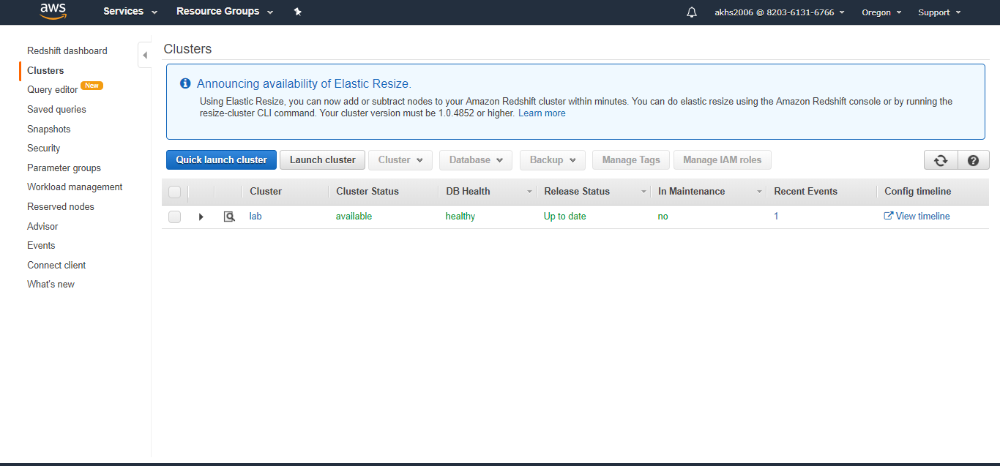 aws
Services
Resource Groups
akhs2006 @ 8203-6131-6766
Oregon
Support
Redshift dashboard
Clusters
Query editor New
Saved queries
Snapshots
Security
Parameter groups
Workload management
Reserved nodes
Advisor
Events
Connect client
What's new
Clusters
Announcing availability of Elastic Resize.
Using Elastic Resize, you can now add or subtract nodes to your Amazon Redshift cluster within minutes. You can do elastic resize using the Amazon Redshift console or by running the
resize-cluster CLI command. Your cluster version must be 1.0.4852 or higher. Learn more
Quick launch cluster
Launch cluster
Cluster
Database
Backup
Manage Tags
Manage IAM roles
Cluster
Cluster Status
DB Health
Release Status
In Maintenance
Recent Events
Config timeline
lab
available
healthy
Up to date
no
1
View timeline